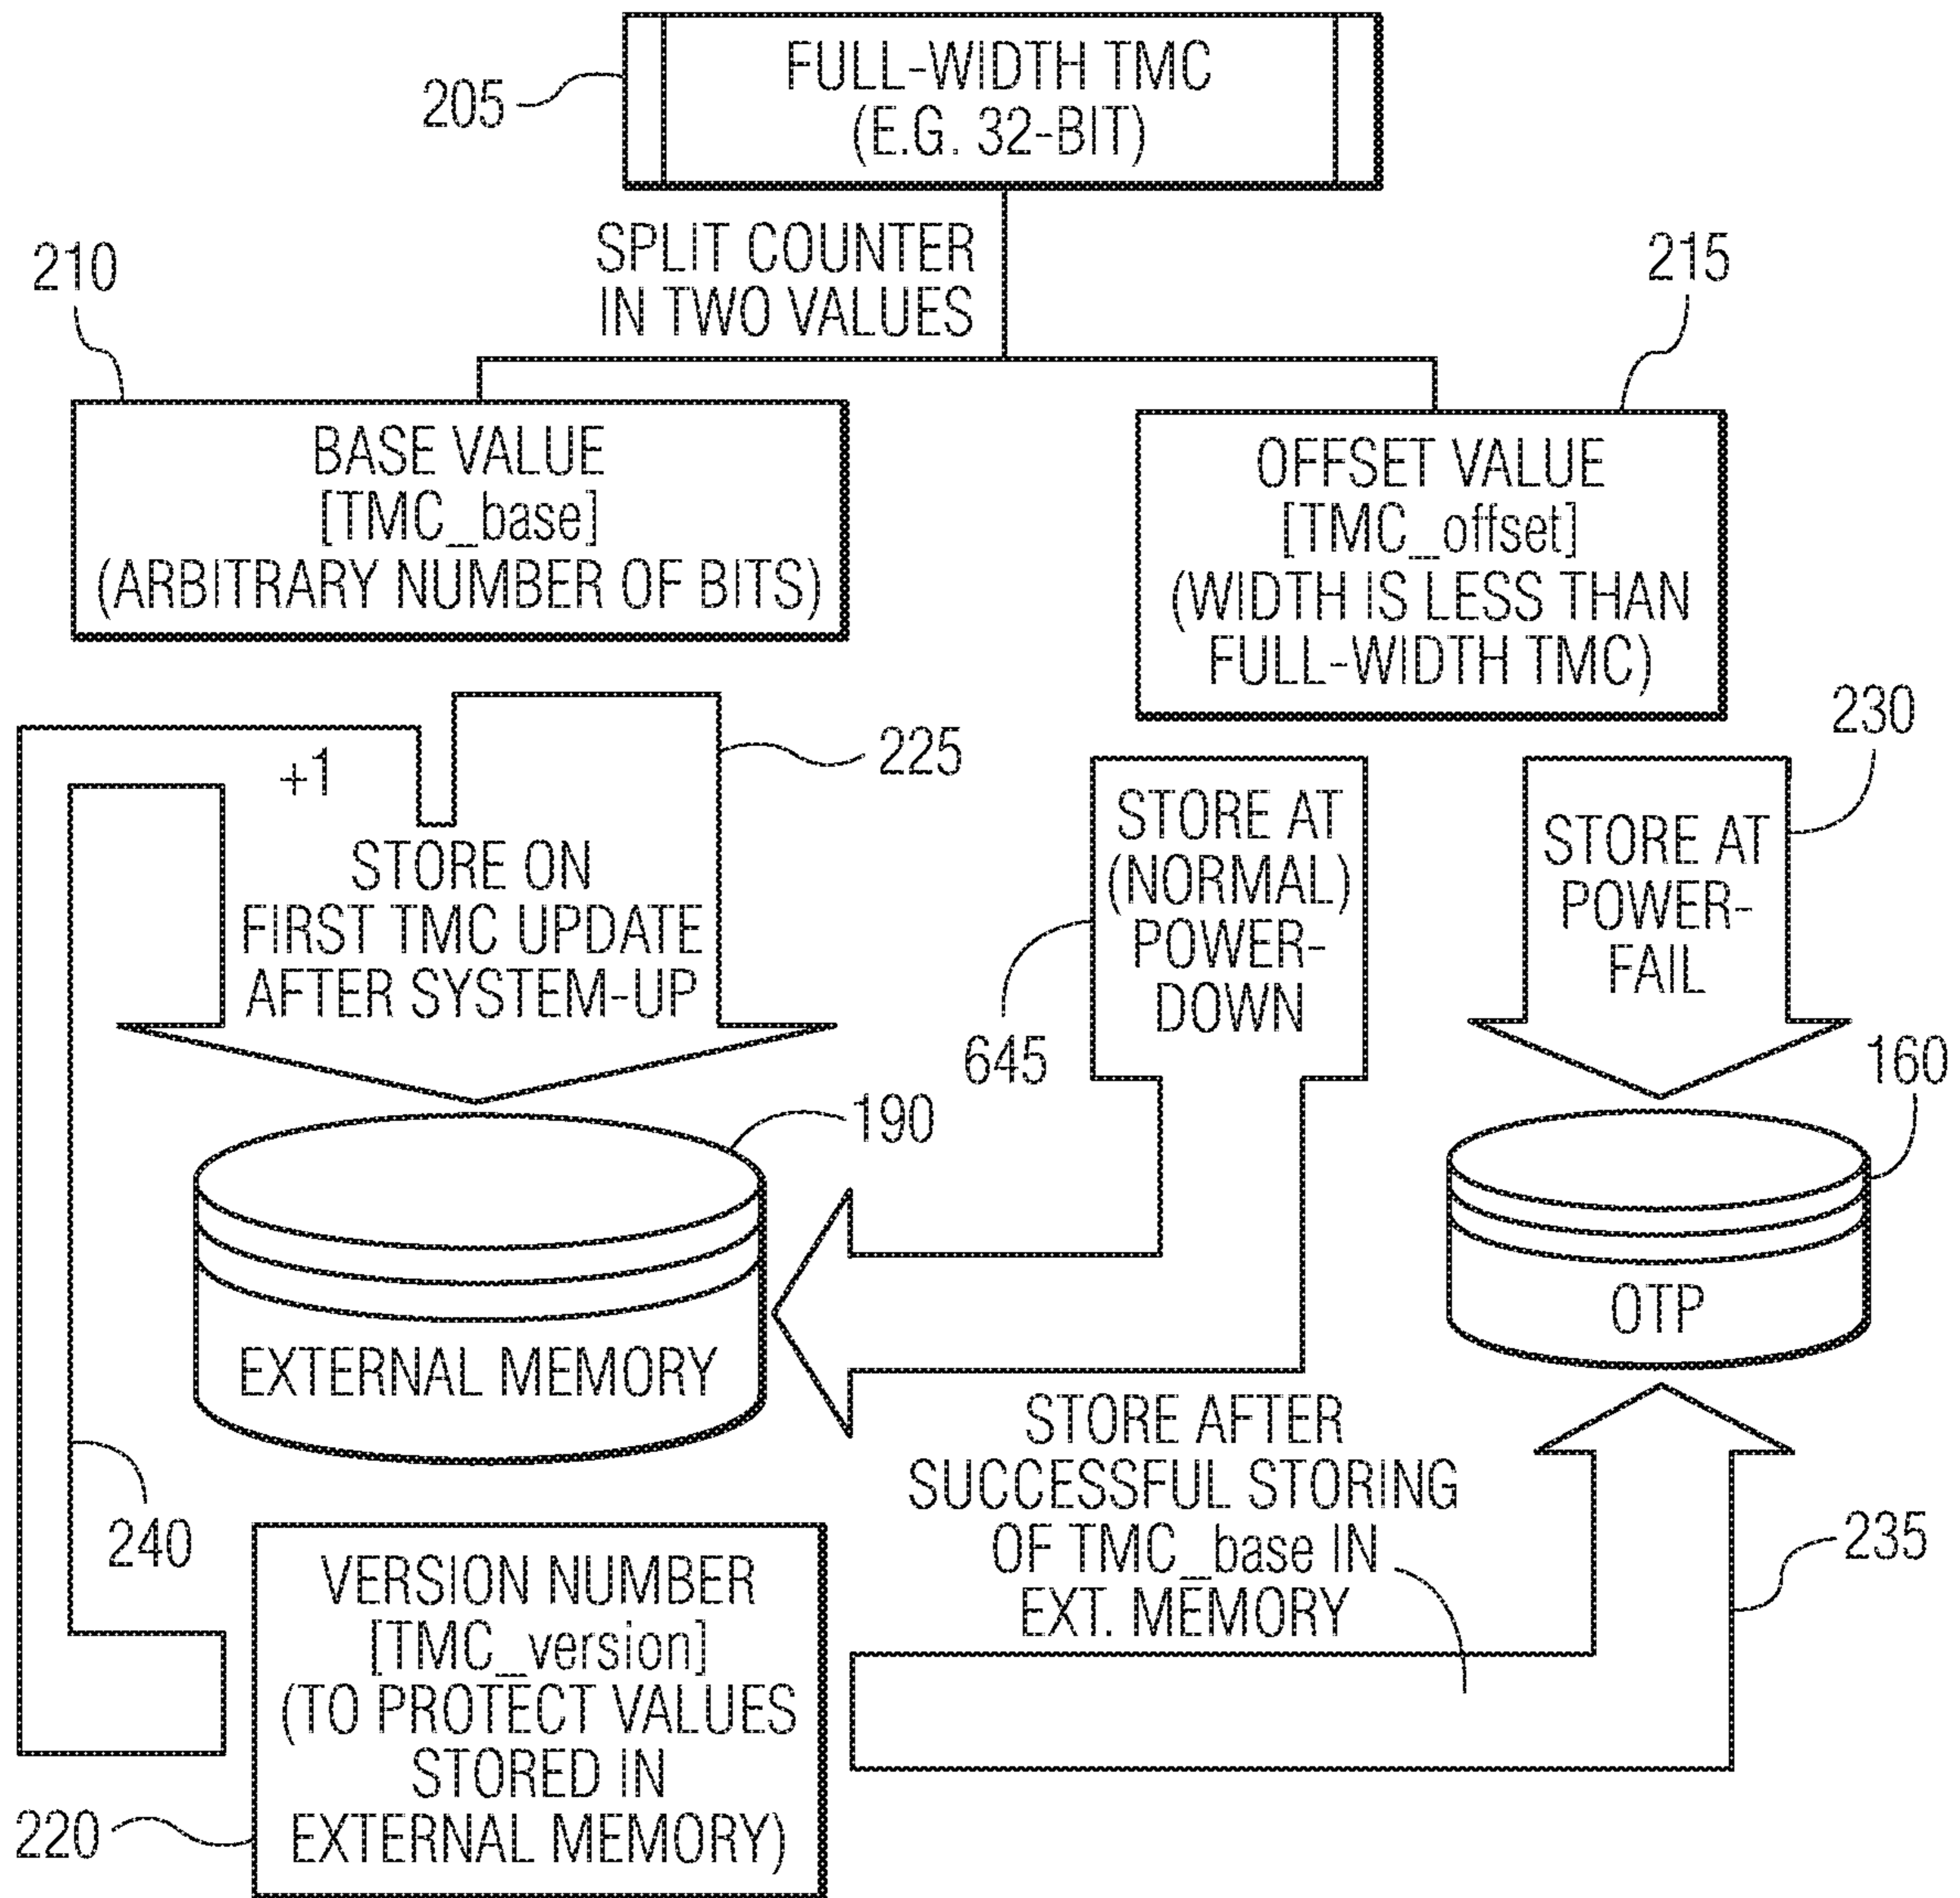 FULL-WIDTH TMC
(E.G. 32-BIT)
205
SPLIT COUNTER
IN TWO VALUES
210
215
BASE VALUE
[TMC_base]
(ARBITRARY NUMBER OF BITS)
OFFSET VALUE
[TMC_offset]
(WIDTH IS LESS THAN
FULL-WIDTH TMC)
+1
225
230
STORE ON
FIRST TMC UPDATE
AFTER SYSTEM-UP
STORE AT
(NORMAL)
POWER-
DOWN
645
STORE AT
POWER-
FAIL
160
190
EXTERNAL MEMORY
OTP
STORE AFTER
SUCCESSFUL STORING
OF TMC_base IN
EXT. MEMORY
235
240
VERSION NUMBER
[TMC_version]
(TO PROTECT VALUES
STORED IN
EXTERNAL MEMORY)
220